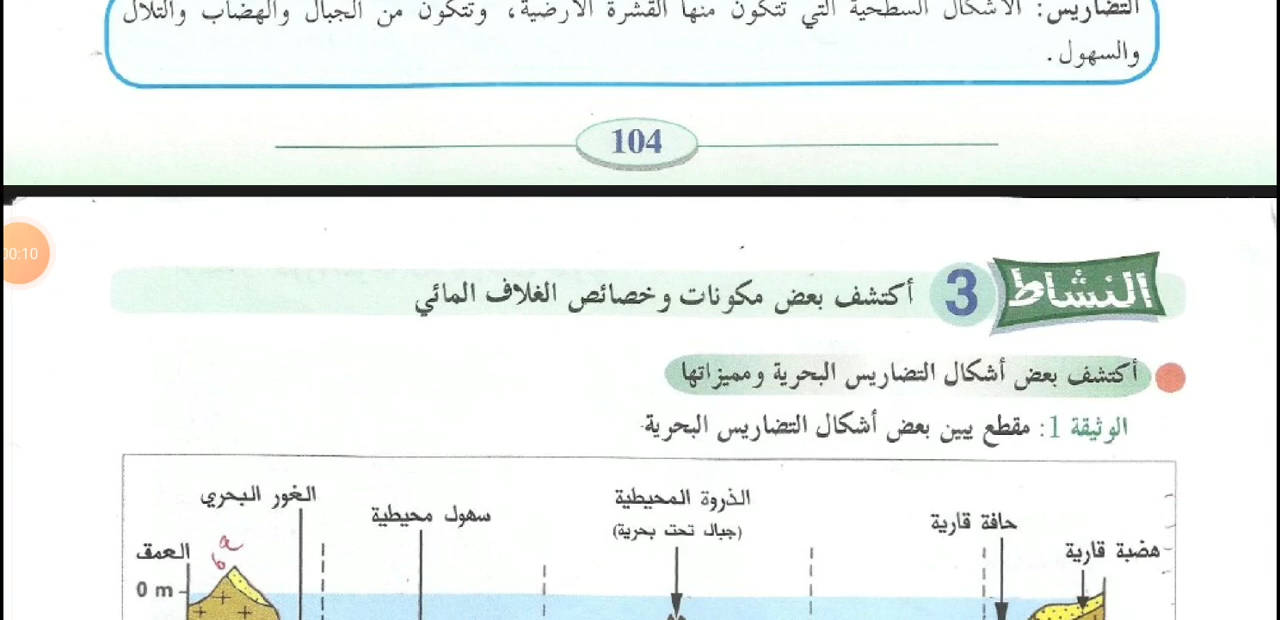 التضاريس: الأشكال السطحية التي تتكون منها القشرة الأرضية، وتتكون من الجبال والهضاب والتلال
والسهول.
104
00:10
النشاط 3 أكتشف بعض مكونات وخصائص الغلاف المائي
أكتشف بعض أشكال التضاريس البحرية ومميزاتها
الوثيقة 1: مقطع يبين بعض أشكال التضاريس البحرية.
الغور البحري
سهول محيطية
الذروة المحيطية
(جبال تحت بحرية)
حافة قارية
هضبة قارية
العمق
0 m